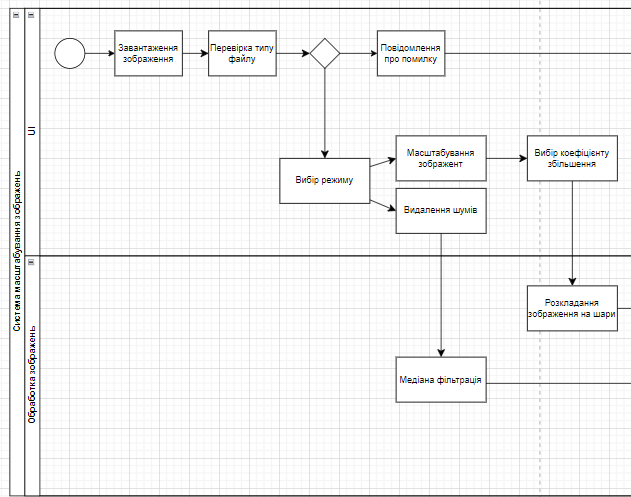 Система масштабування зображень
UI
Завантаження
зображення
Перевірка типу
файлу
Повідомлення
про помилку
Вибір режиму
Масштабування
зображент
Видалення шумів
Вибір коефіцієнту
збільшення
Обработка зображень
Розкладання
зображення на шари
Медіана фільтрація